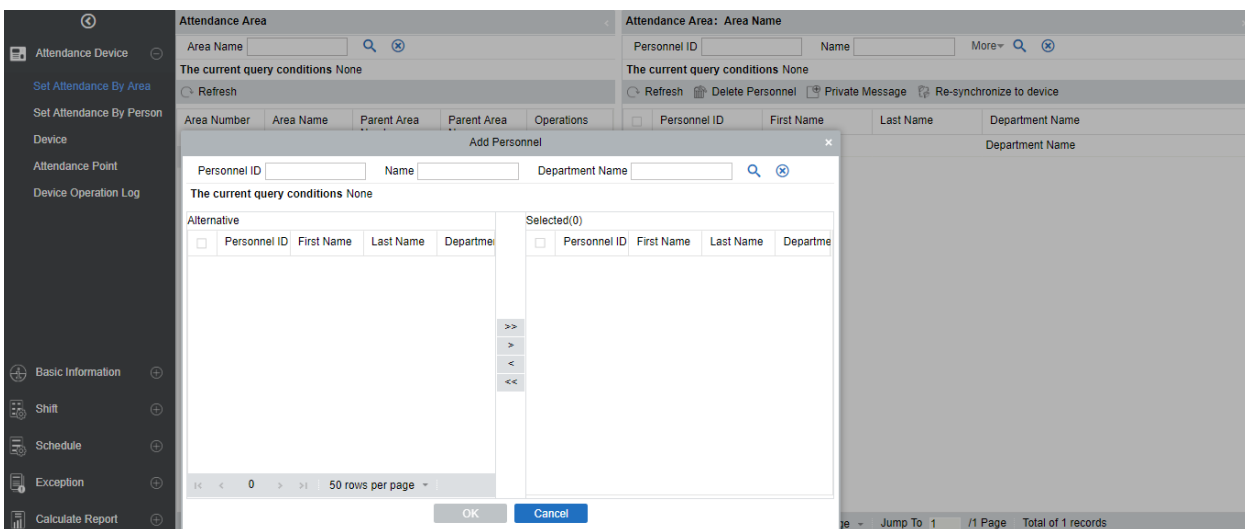 Attendance Area
Attendance Area: Area Name
Attendance Device
Area Name
Personnel ID
Name
More
The current query conditions None
The current query conditions None
Set Attendance By Area
Refresh
Refresh
Delete Personnel
Private Message
Re-synchronize to device
Set Attendance By Person
Area Number
Area Name
Parent Area
Parent Area
Operations
Personnel ID
First Name
Last Name
Department Name
Device
Add Personnel
×
Department Name
Attendance Point
Personnel ID
Name
Department Name
Device Operation Log
The current query conditions None
Alternative
Selected(0)
Personnel ID
First Name
Last Name
Departme
Personnel ID
First Name
Last Name
Departme
>>
>
<
<<
Basic Information
Shift
Schedule
Exception
0
50 rows per page
Calculate Report
OK
Cancel
ge
Jump To 1
/1 Page
Total of 1 records